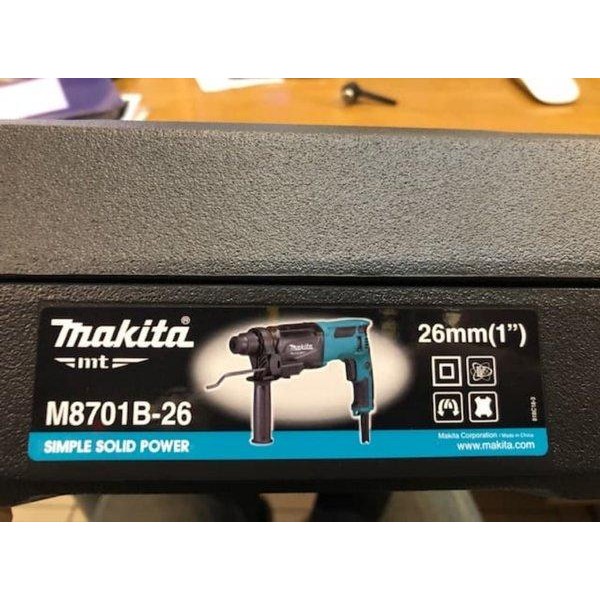 makita
mt
M8701B-26
SIMPLE SOLID POWER
26mm(1")
Makita Corporation / Made in China
www.makita.com